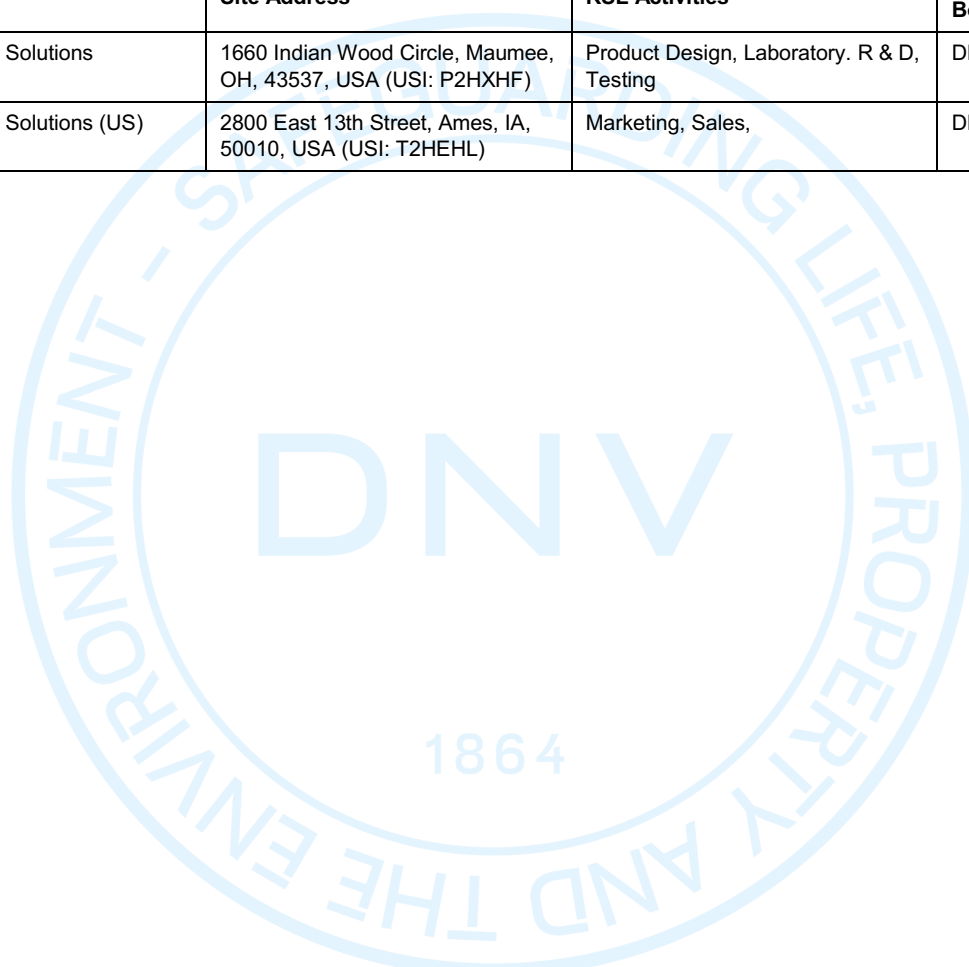 Site Address RSL Activities
Solutions 1660 Indian Wood Circle, Maumee, Product Design, Laboratory. R & D,
OH, 43537, USA (USI: P2HXHF) Testing
Solutions (US) 2800 East 13th Street, Ames, IA, Marketing, Sales,
50010, USA (USI: T2HEHL)
SAFEGUARDING LIFE, PROPERTY AND THE ENVIRONMENT -
DNV
1864